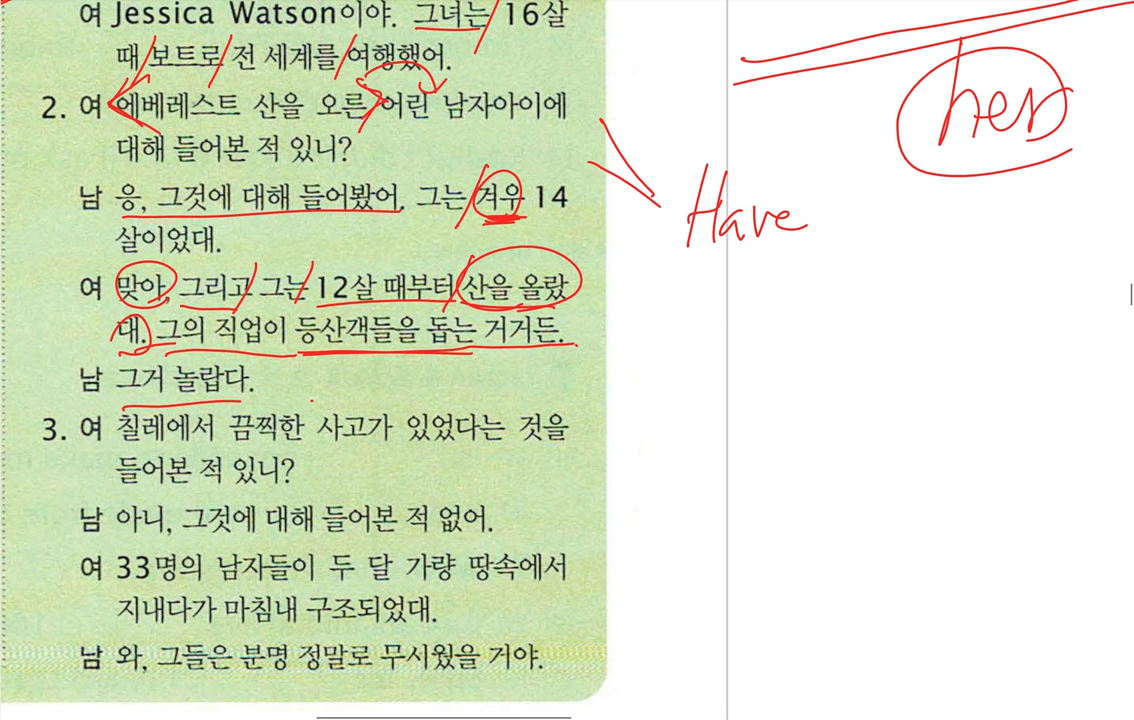 여 Jessica Watson이야. 그녀는 16살
때 보트로 전 세계를 여행했어.
her
2. 여 에베레스트 산을 오른 어린 남자아이에
대해 들어본 적 있니?
남 응, 그것에 대해 들어봤어. 그는 겨우 14
살이었대.
Have
여 맞아, 그리고 그는 12살 때부터 산을 올랐
대. 그의 직업이 등산객들을 돕는 거거든.
남 그거 놀랍다.
3. 여 칠레에서 끔찍한 사고가 있었다는 것을
들어본 적 있니?
남 아니, 그것에 대해 들어본 적 없어.
여 33명의 남자들이 두 달 가량 땅속에서
지내다가 마침내 구조되었대.
남 와, 그들은 분명 정말로 무서웠을 거야.